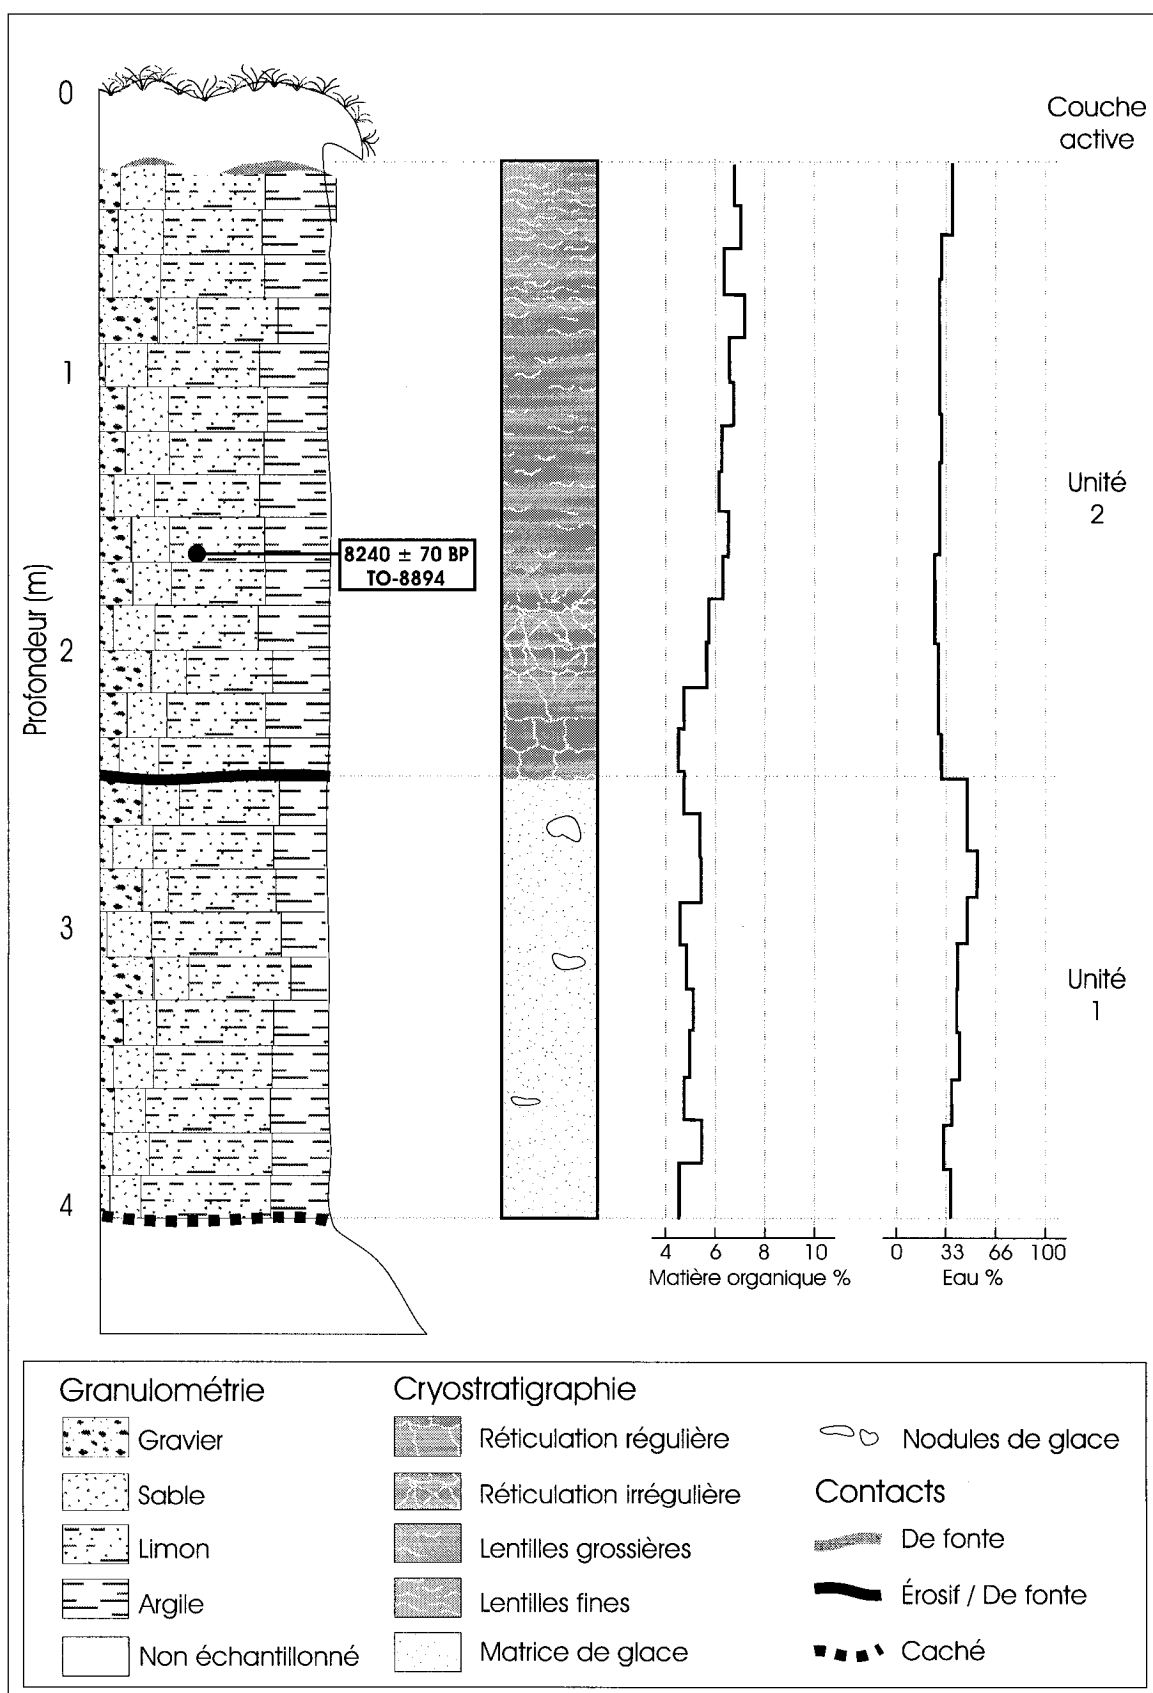 0
Couche
active
1
Unité
2
8240 ± 70 BP
TO-8894
Profondeur (m)
2
3
Unité
1
4
4 6 8 10
Matière organique %
0 33 66 100
Eau %
Granulométrie
Gravier
Sable
Limon
Argile
Non échantillonné
Cryostratigraphie
Réticulation régulière
Réticulation irrégulière
Lentilles grossières
Lentilles fines
Matrice de glace
Nodules de glace
Contacts
De fonte
Érosif / De fonte
Caché